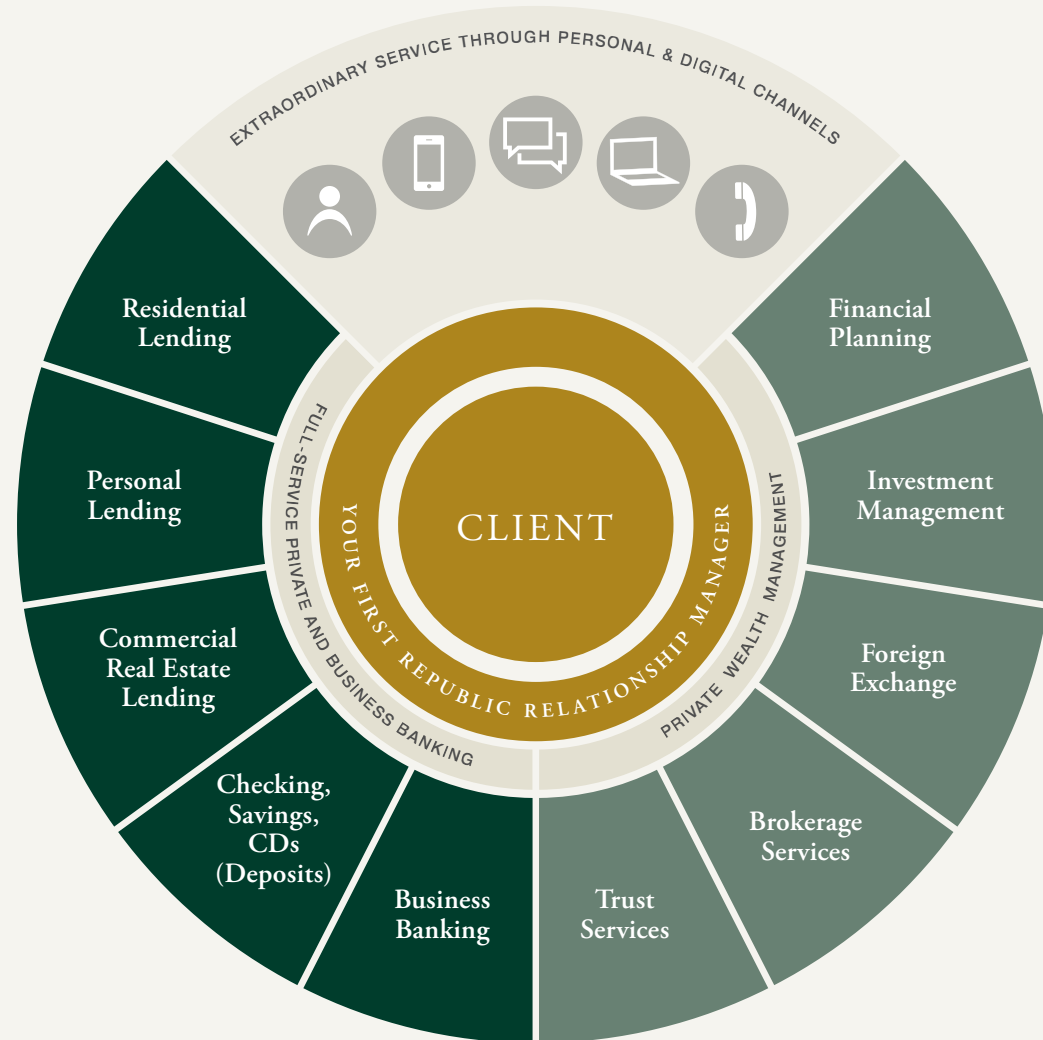 EXTRAORDINARY SERVICE THROUGH PERSONAL & DIGITAL CHANNELS
Residential
Lending
Personal
Lending
Commercial
Real Estate
Lending
Checking,
Savings,
CDs
(Deposits)
Business
Banking
FULL-SERVICE PRIVATE AND BUSINESS BANKING
CLIENT
YOUR FIRST REPUBLIC RELATIONSHIP MANAGER
PRIVATE WEALTH MANAGEMENT
Financial
Planning
Investment
Management
Foreign
Exchange
Brokerage
Services
Trust
Services